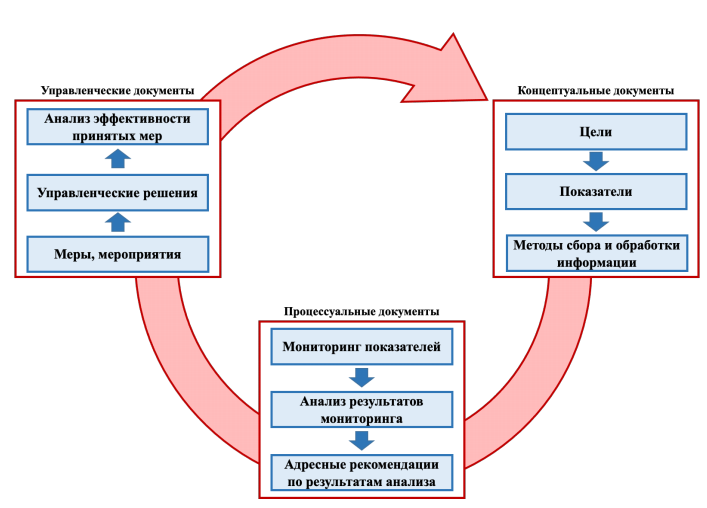 Управленческие документы
Анализ эффективности
принятых мер
Управленческие решения
Меры, мероприятия
Концептуальные документы
Цели
Показатели
Методы сбора и обработки
информации
Процессуальные документы
Мониторинг показателей
Анализ результатов
мониторинга
Адресные рекомендации
по результатам анализа